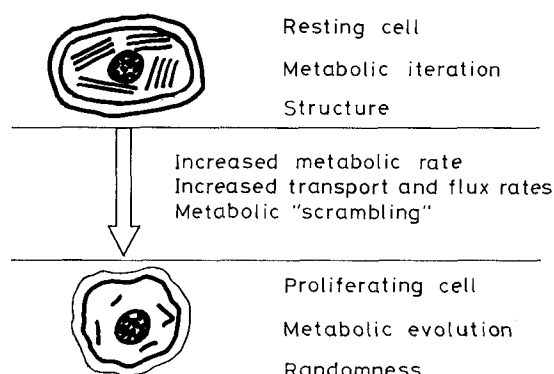 Resting cell
Metabolic iteration
Structure
Increased metabolic rate
Increased transport and flux rates
Metabolic "scrambling"
Proliferating cell
Metabolic evolution
Randomness